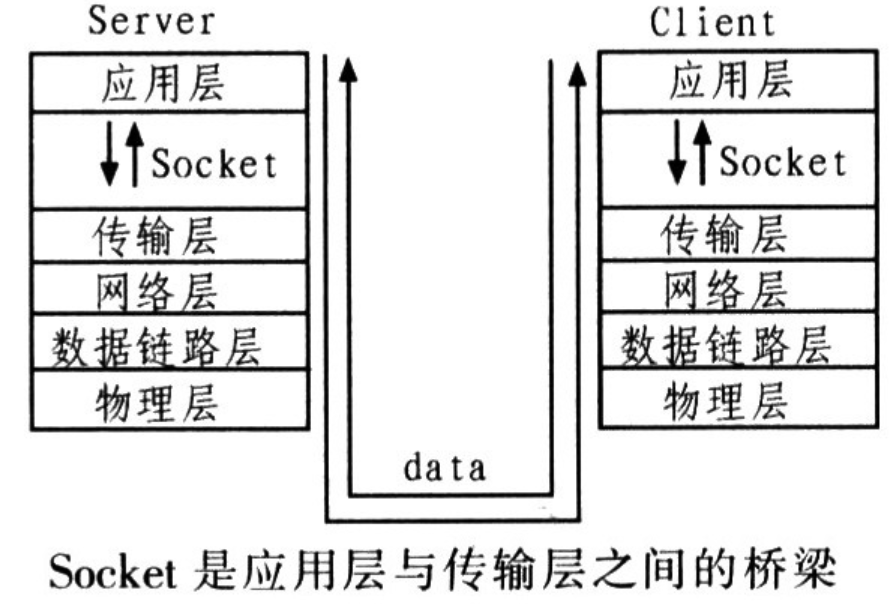 Server
应用层
Socket
传输层
网络层
数据链路层
物理层
Client
应用层
Socket
传输层
网络层
数据链路层
物理层
data
Socket 是应用层与传输层之间的桥梁